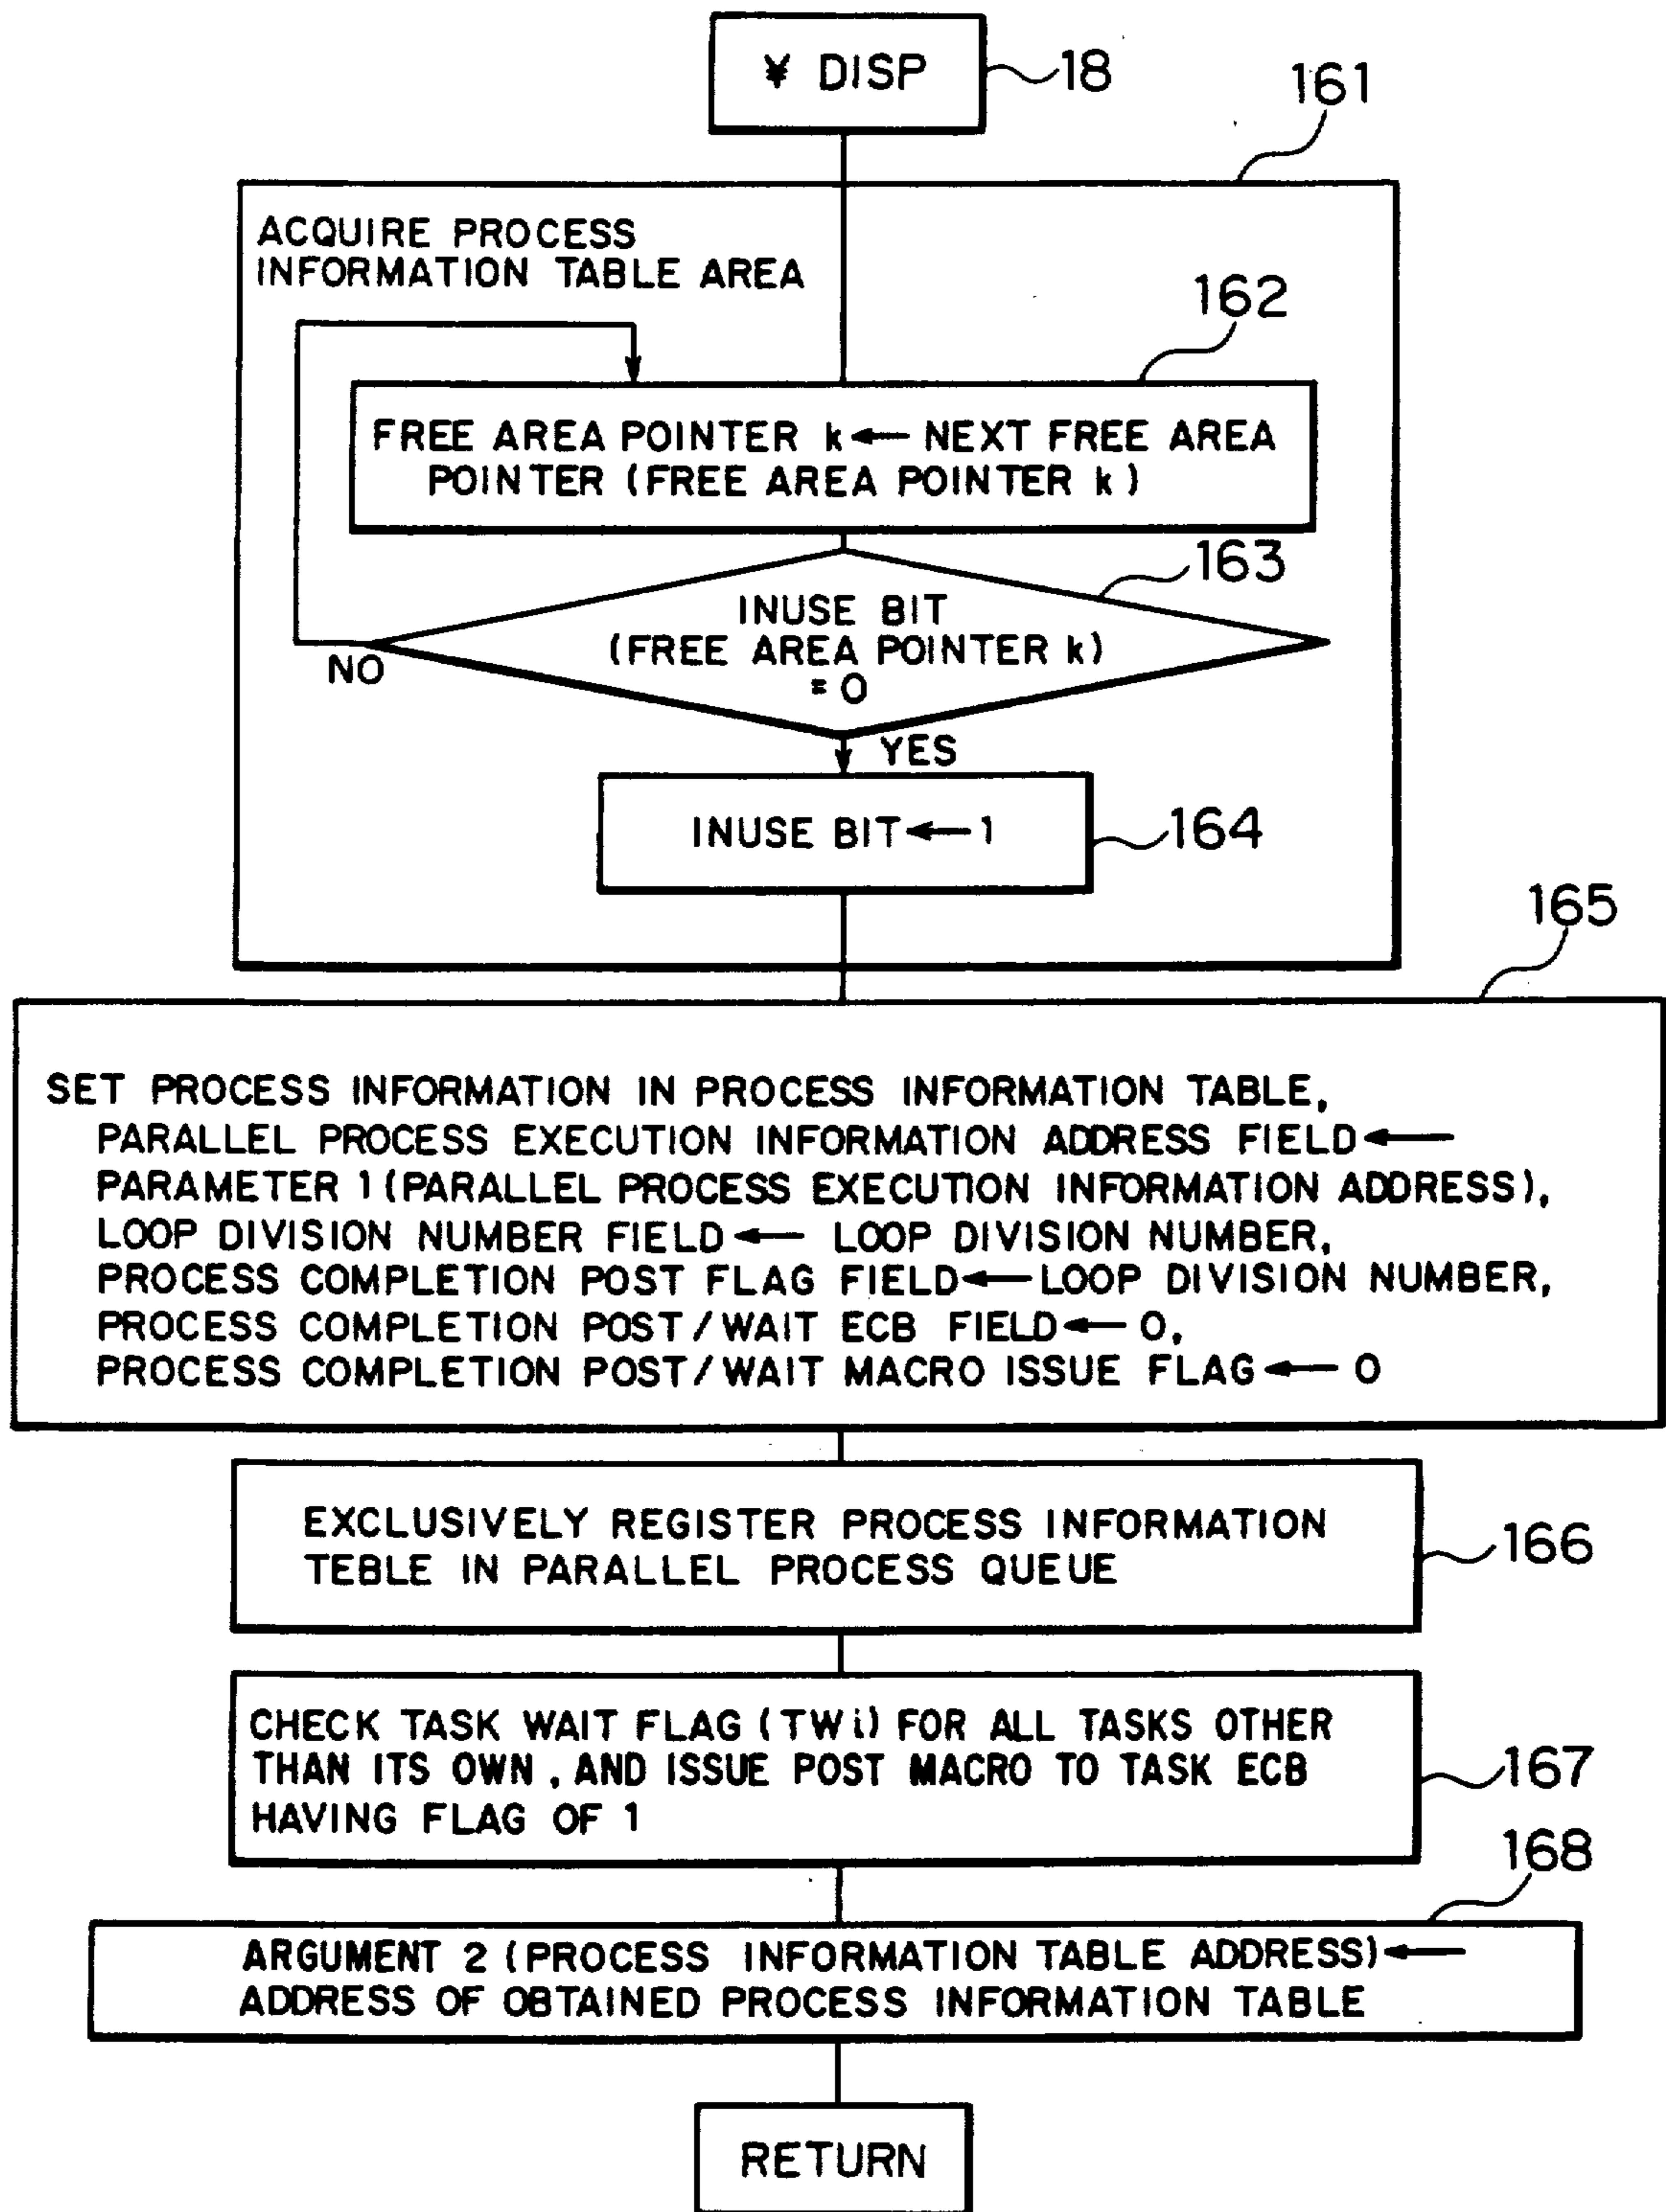 ¥ DISP
18
161
ACQUIRE PROCESS
INFORMATION TABLE AREA
162
FREE AREA POINTER k ← NEXT FREE AREA
POINTER (FREE AREA POINTER k)
163
INUSE BIT
(FREE AREA POINTER k)
= 0
NO
YES
INUSE BIT ← 1
164
165
SET PROCESS INFORMATION IN PROCESS INFORMATION TABLE,
PARALLEL PROCESS EXECUTION INFORMATION ADDRESS FIELD ←
PARAMETER 1 (PARALLEL PROCESS EXECUTION INFORMATION ADDRESS),
LOOP DIVISION NUMBER FIELD ← LOOP DIVISION NUMBER,
PROCESS COMPLETION POST FLAG FIELD ← LOOP DIVISION NUMBER,
PROCESS COMPLETION POST/WAIT ECB FIELD ← 0,
PROCESS COMPLETION POST/WAIT MACRO ISSUE FLAG ← 0
EXCLUSIVELY REGISTER PROCESS INFORMATION
TEBLE IN PARALLEL PROCESS QUEUE
166
CHECK TASK WAIT FLAG (TWi) FOR ALL TASKS OTHER
THAN ITS OWN, AND ISSUE POST MACRO TO TASK ECB
HAVING FLAG OF 1
167
168
ARGUMENT 2 (PROCESS INFORMATION TABLE ADDRESS) ←
ADDRESS OF OBTAINED PROCESS INFORMATION TABLE
RETURN